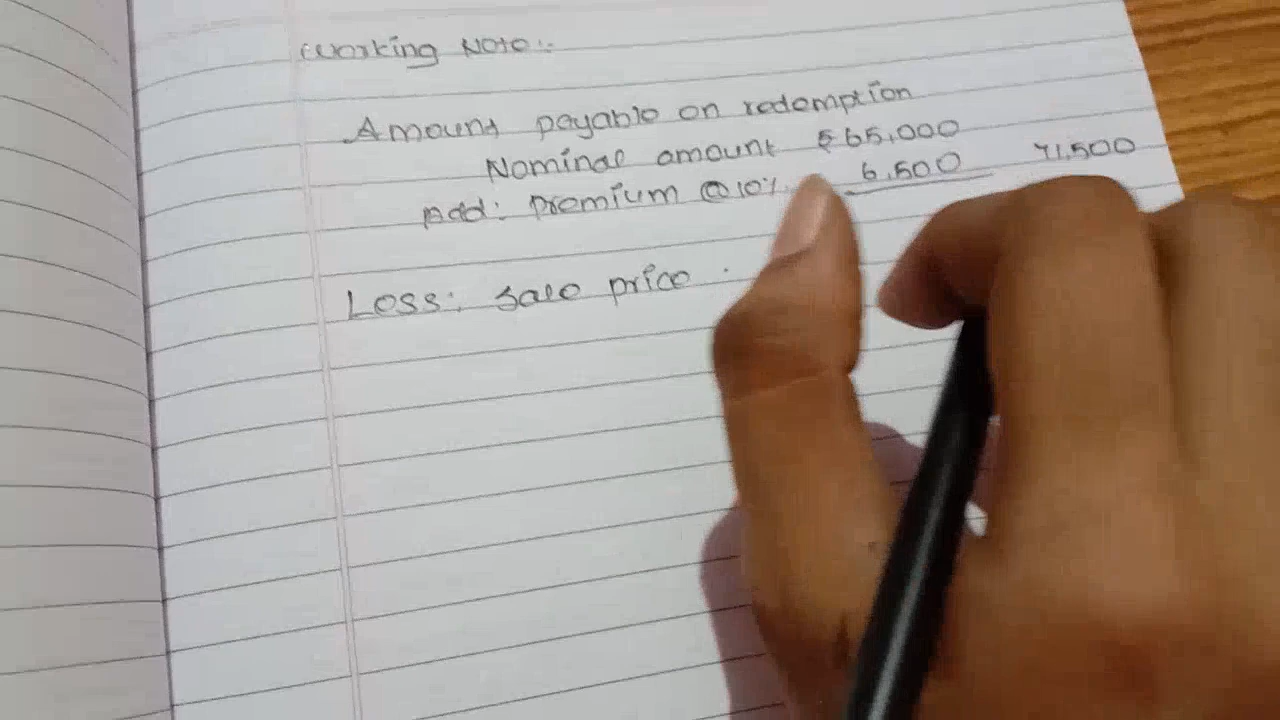 Working Note:-
Amount payable on redemption
Nominal amount $65,000
Add: Premium @10% 6,500 71,500
Less: Sale price